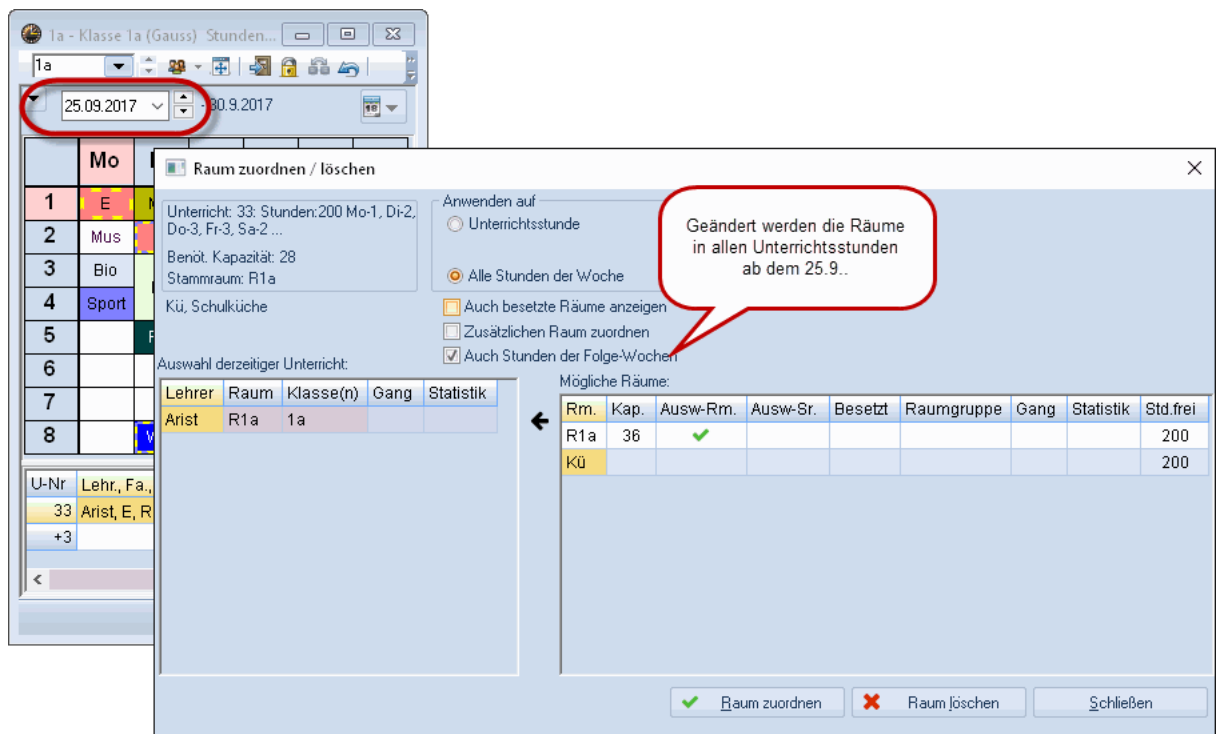 1a - Klasse 1a (Gauss) Stunden...
1a
25.09.2017 - 30.9.2017
Mo
1 E
2 Mus
3 Bio
4 Sport
5
6
7
8
U-Nr Lehr., Fa.,
33 Arist, E, R
+3
Raum zuordnen / löschen
Unterricht: 33: Stunden:200 Mo-1, Di-2,
Do-3, Fr-3, Sa-2 ...
Benöt. Kapazität: 28
Stammraum: R1a
Kü, Schulküche
Anwenden auf
Unterrichtsstunde
Alle Stunden der Woche
Auch besetzte Räume anzeigen
Zusätzlichen Raum zuordnen
Auch Stunden der Folge-Wochen
Geändert werden die Räume
in allen Unterrichtsstunden
ab dem 25.9..
Auswahl derzeitiger Unterricht:
Lehrer Raum Klasse(n) Gang Statistik
Arist R1a 1a
Mögliche Räume:
Rm. Kap. Ausw-Rm. Ausw-Sr. Besetzt Raumgruppe Gang Statistik Std.frei
R1a 36 200
Kü 200
Raum zuordnen
Raum löschen
Schließen